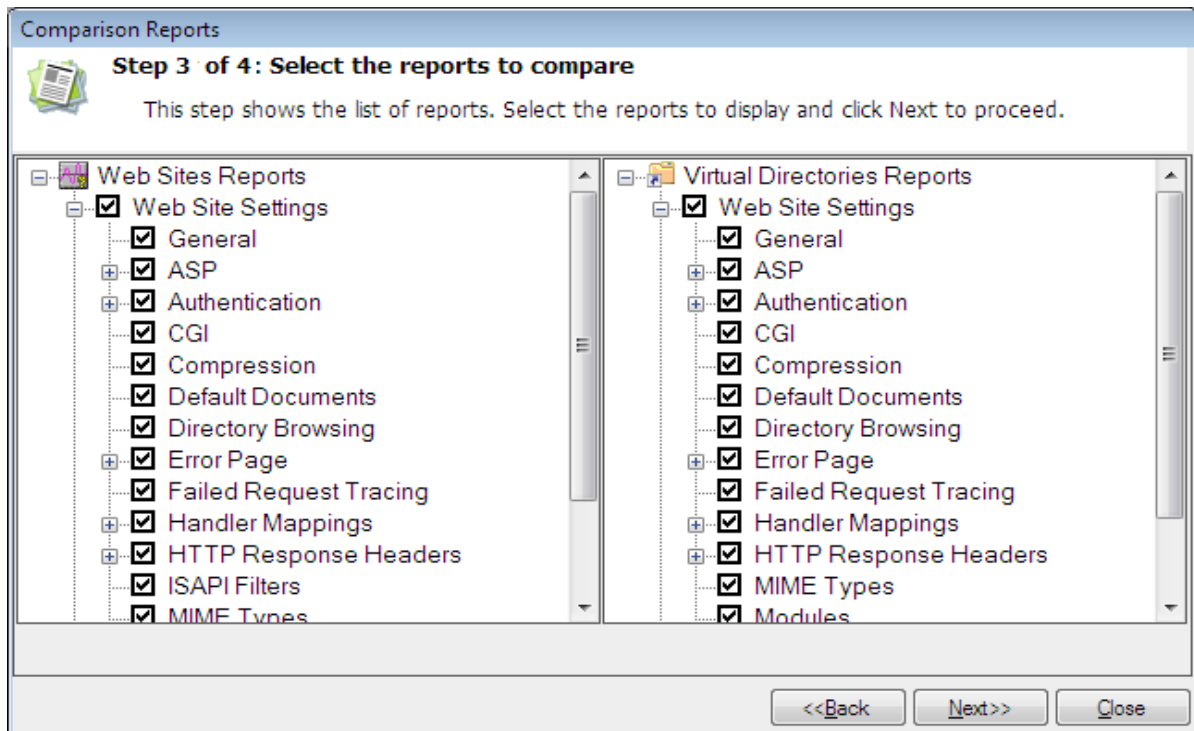 Comparison Reports
Step 3 of 4: Select the reports to compare
This step shows the list of reports. Select the reports to display and click Next to proceed.
Web Sites Reports
Web Site Settings
General
ASP
Authentication
CGI
Compression
Default Documents
Directory Browsing
Error Page
Failed Request Tracing
Handler Mappings
HTTP Response Headers
ISAPI Filters
MIME Types
Virtual Directories Reports
Web Site Settings
General
ASP
Authentication
CGI
Compression
Default Documents
Directory Browsing
Error Page
Failed Request Tracing
Handler Mappings
HTTP Response Headers
MIME Types
Modules
<<Back
Next>>
Close